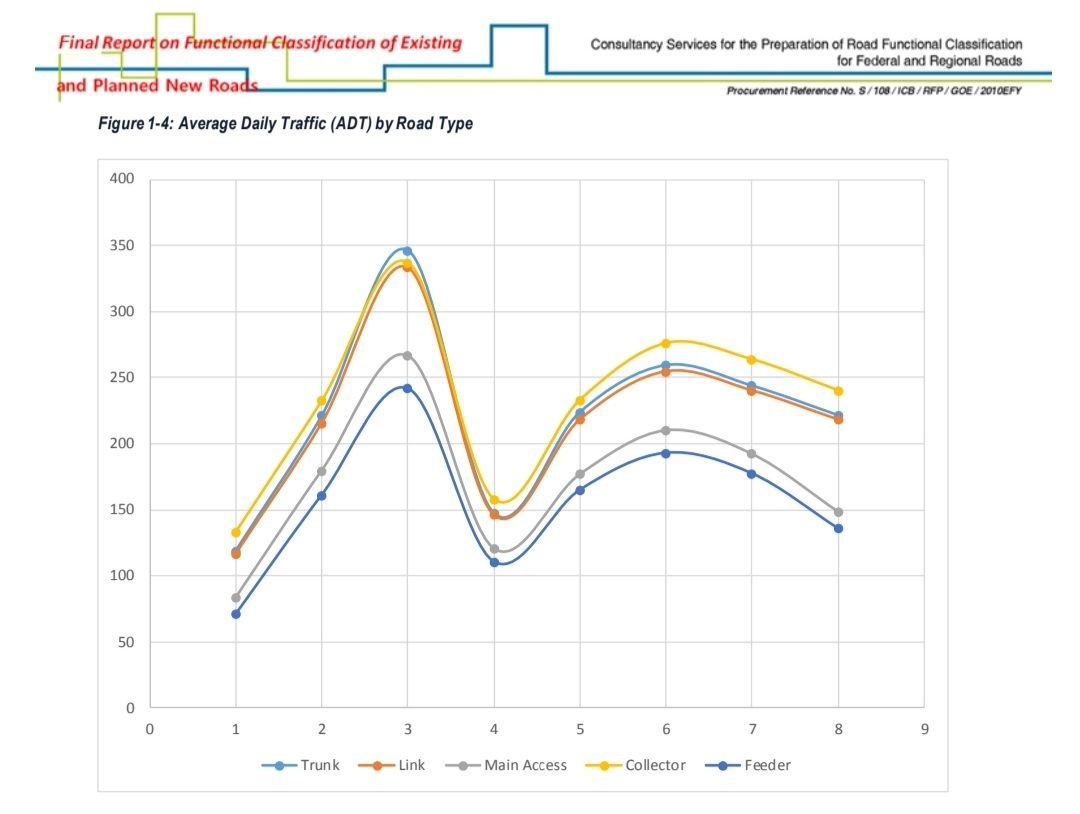 Final Report on Functional Classification of Existing
and Planned New Roads
Consultancy Services for the Preparation of Road Functional Classification
for Federal and Regional Roads
Procurement Reference No. S / 108 / ICB / RFP / GOE / 2010EFY
Figure 1-4: Average Daily Traffic (ADT) by Road Type
400
350
300
250
200
150
100
50
0
0 1 2 3 4 5 6 7 8 9
Trunk Link Main Access Collector Feeder